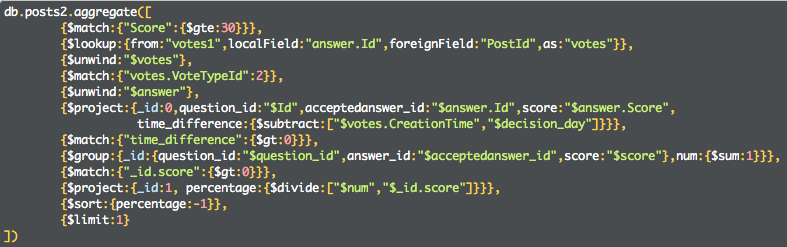 db.posts2.aggregate([
{$match:{"Score":{$gte:30}}},
{$lookup:{from:"votes1",localField:"answer.Id",foreignField:"PostId",as:"votes"}},
{$unwind:"$votes"},
{$match:{"votes.VoteTypeId":2}},
{$unwind:"$answer"},
{$project:{_id:0,question_id:"$Id",acceptedanswer_id:"$answer.Id",score:"$answer.Score",
time_difference:{$subtract:["$votes.CreationTime","$decision_day"]}}},
{$match:{"time_difference":{$gt:0}}},
{$group:{_id:{question_id:"$question_id",answer_id:"$acceptedanswer_id",score:"$score"},num:{$sum:1}}},
{$match:{"_id.score":{$gt:0}}},
{$project:{_id:1, percentage:{$divide:["$num","$_id.score"]}}},
{$sort:{percentage:-1}},
{$limit:1}
])